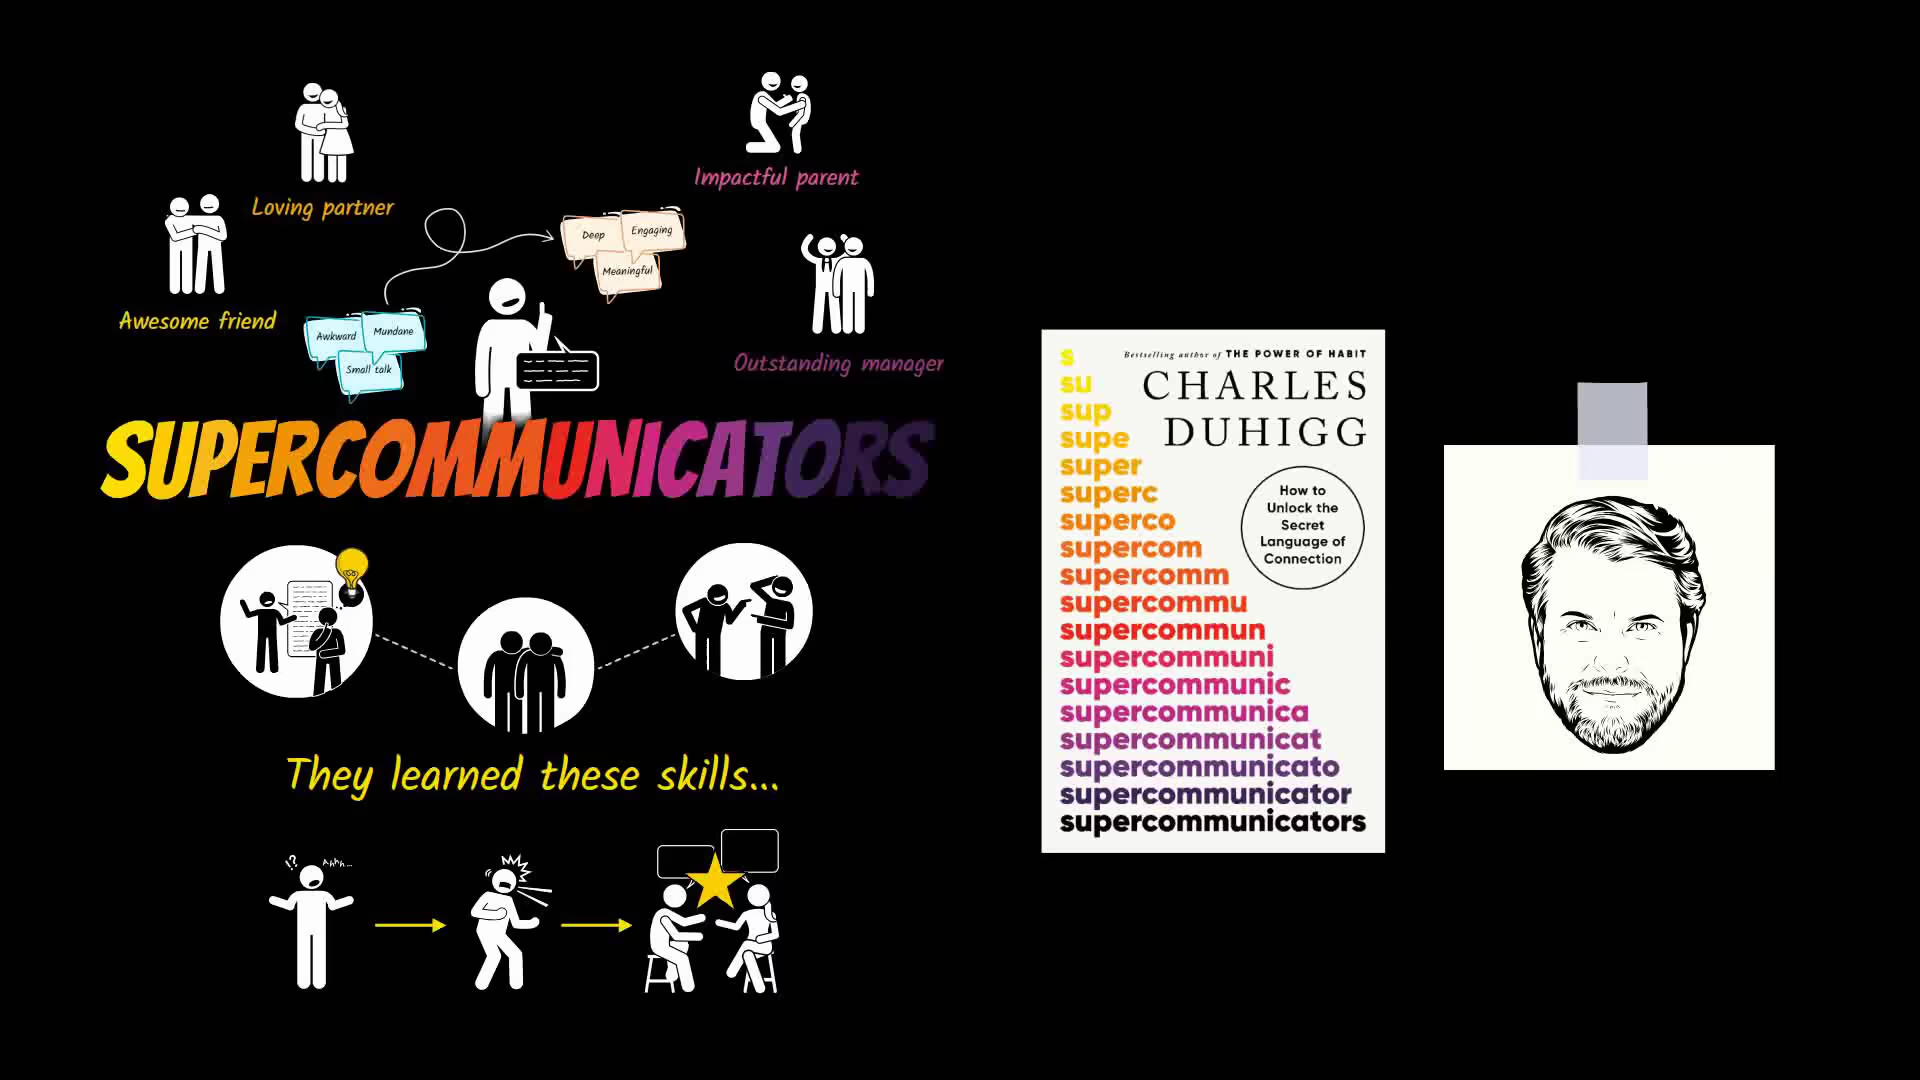 Loving partner
Impactful parent
Awesome friend
Outstanding manager
Deep
Engaging
Meaningful
Awkward
Mundane
Small talk
SUPERCOMMUNICATORS
They learned these skills...
!?
Ahhh...
Bestselling author of THE POWER OF HABIT
CHARLES
DUHIGG
How to
Unlock the
Secret
Language of
Connection
s
su
sup
supe
super
superc
superco
supercom
supercomm
supercommu
supercommun
supercommuni
supercommunic
supercommunica
supercommunicat
supercommunicato
supercommunicator
supercommunicators